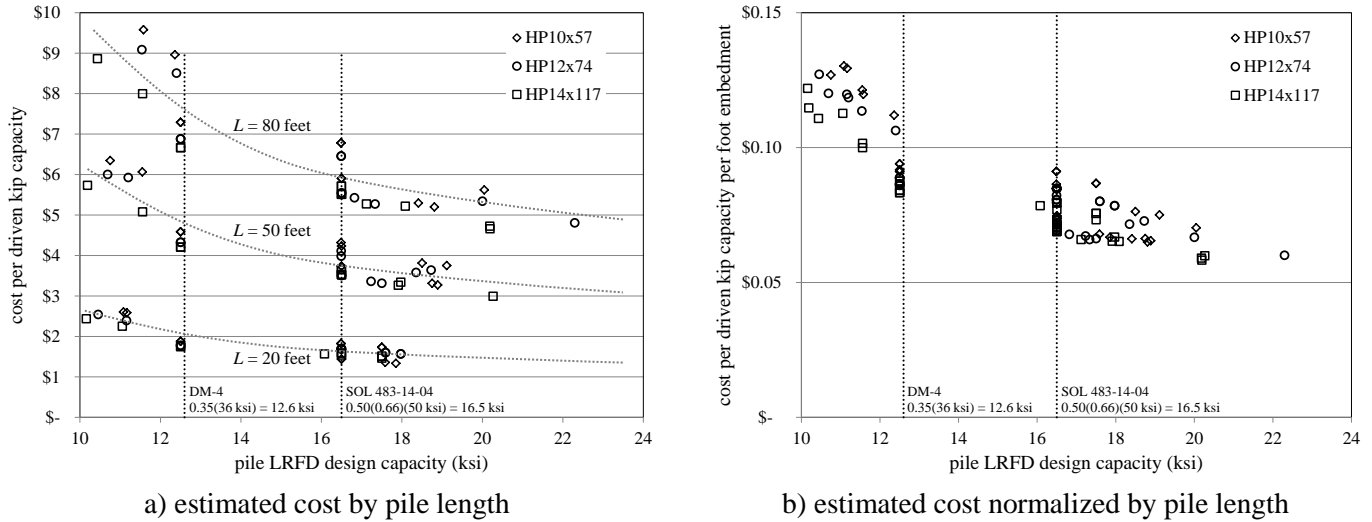 cost per driven kip capacity
$10
$9
$8
$7
$6
$5
$4
$3
$2
$1
$-
HP10x57
HP12x74
HP14x117
L = 80 feet
L = 50 feet
L = 20 feet
DM-4
0.35(36 ksi) = 12.6 ksi
SOL 483-14-04
0.50(0.66)(50 ksi) = 16.5 ksi
10 12 14 16 18 20 22 24
pile LRFD design capacity (ksi)
a) estimated cost by pile length
cost per driven kip capacity per foot embedment
$0.15
$0.10
$0.05
$-
HP10x57
HP12x74
HP14x117
DM-4
0.35(36 ksi) = 12.6 ksi
SOL 483-14-04
0.50(0.66)(50 ksi) = 16.5 ksi
10 12 14 16 18 20 22 24
pile LRFD design capacity (ksi)
b) estimated cost normalized by pile length